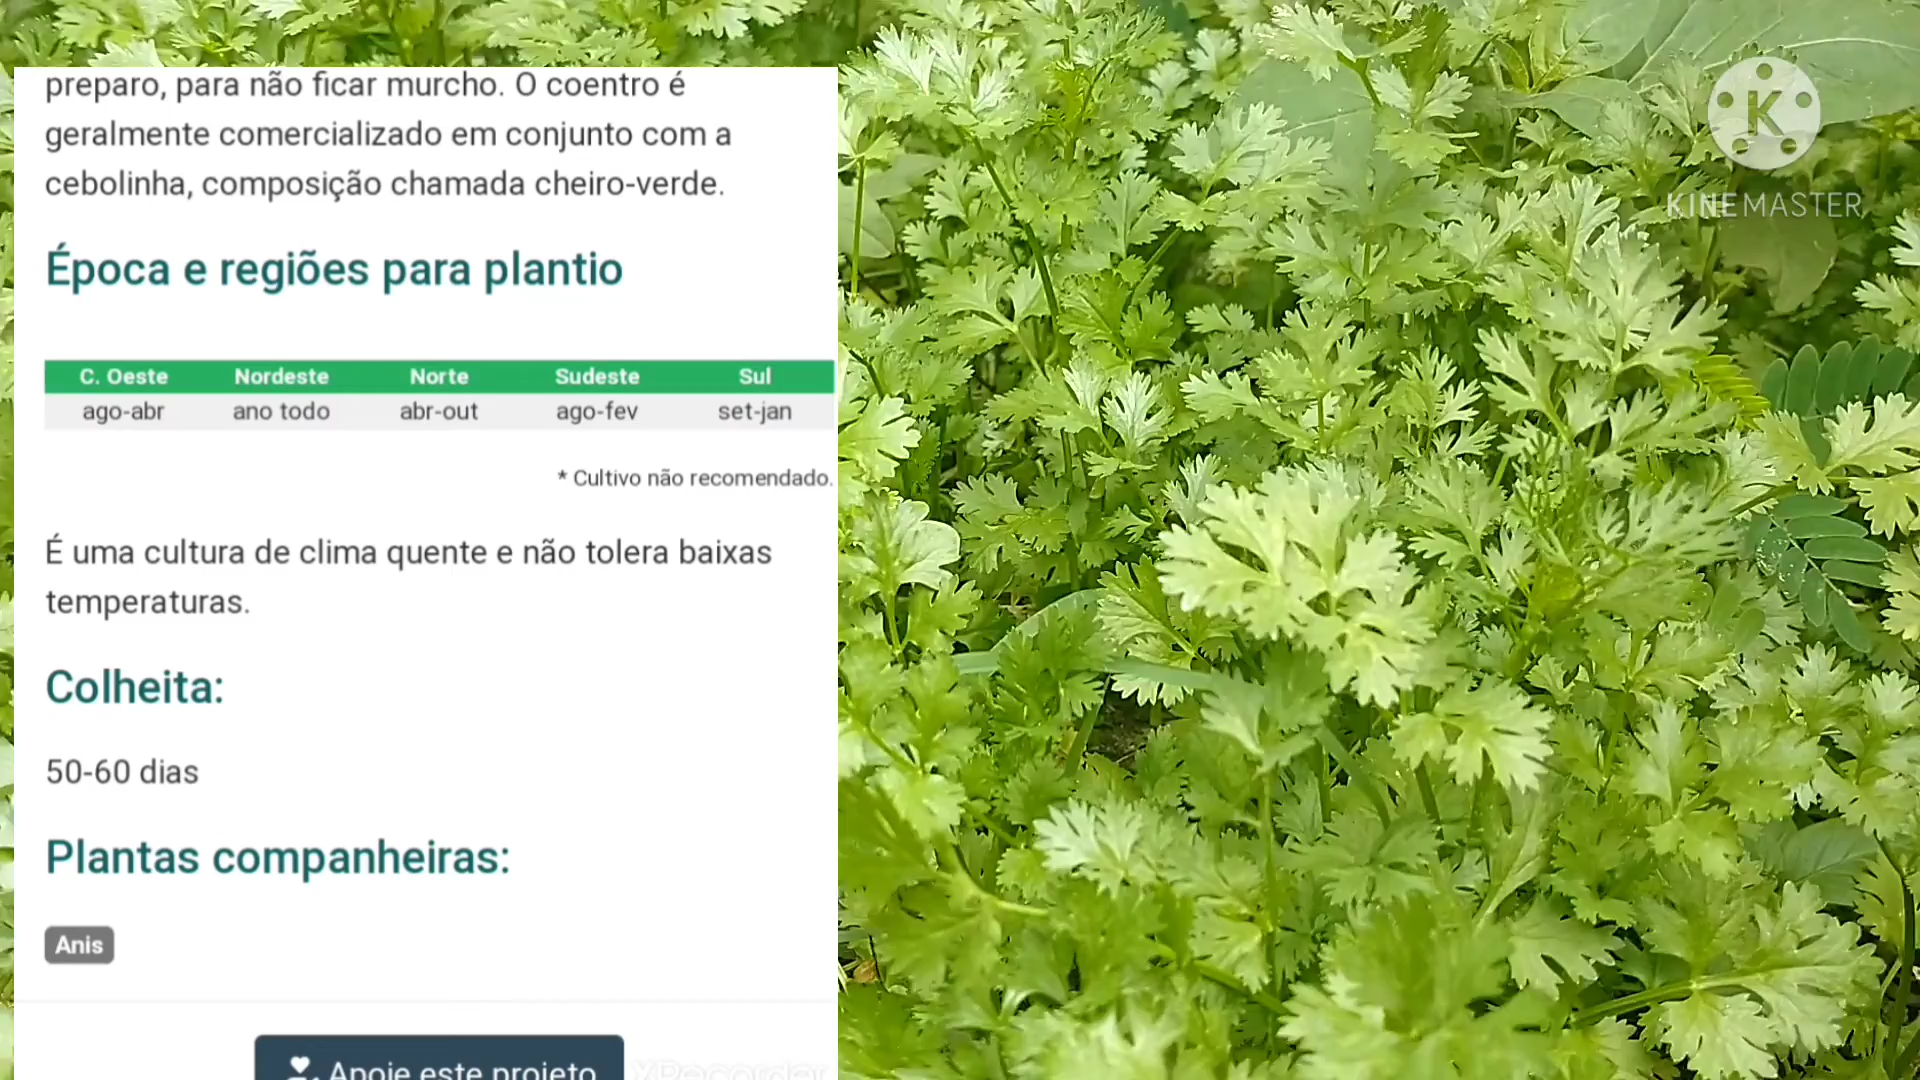 preparo, para não ficar murcho. O coentro é
geralmente comercializado em conjunto com a
cebolinha, composição chamada cheiro-verde.
Época e regiões para plantio
C. Oeste Nordeste Norte Sudeste Sul
ago-abr ano todo abr-out ago-fev set-jan
* Cultivo não recomendado.
É uma cultura de clima quente e não tolera baixas
temperaturas.
Colheita:
50-60 dias
Plantas companheiras:
Anis
Apoie este projeto
XRecorder
K
KINEMASTER